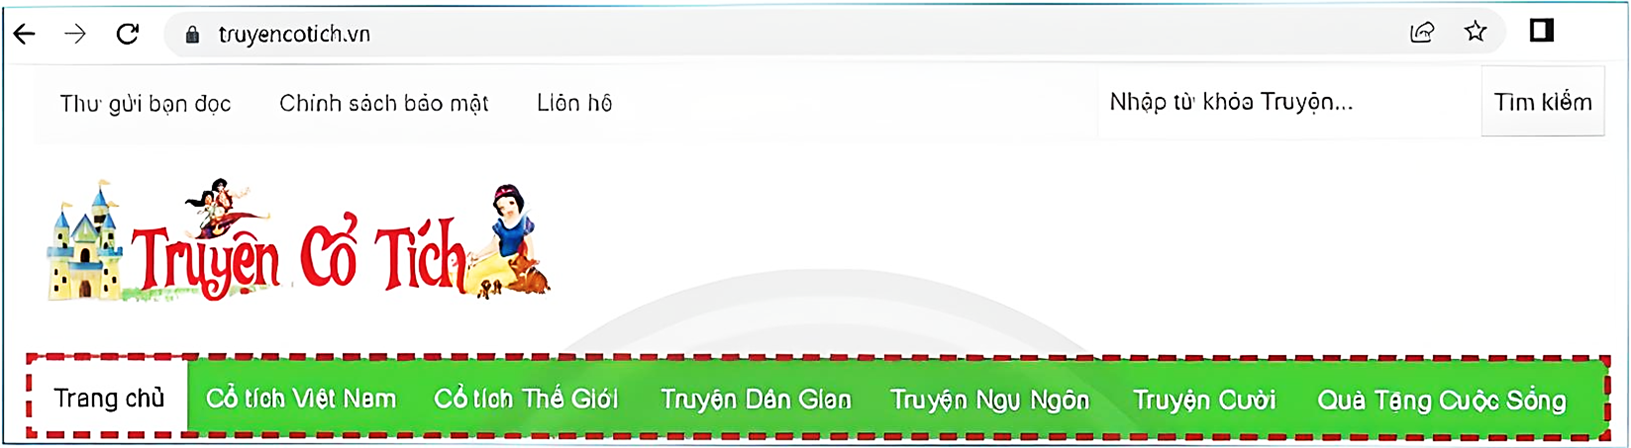 truyencotich.vn
Thư gửi bạn đọc Chính sách bảo mật Liên hệ Nhập từ khóa Truyện... Tìm kiếm
Truyện Cổ Tích
Trang chủ Cổ tích Việt Nam Cổ tích Thế Giới Truyện Dân Gian Truyện Ngụ Ngôn Truyện Cười Quà Tặng Cuộc Sống